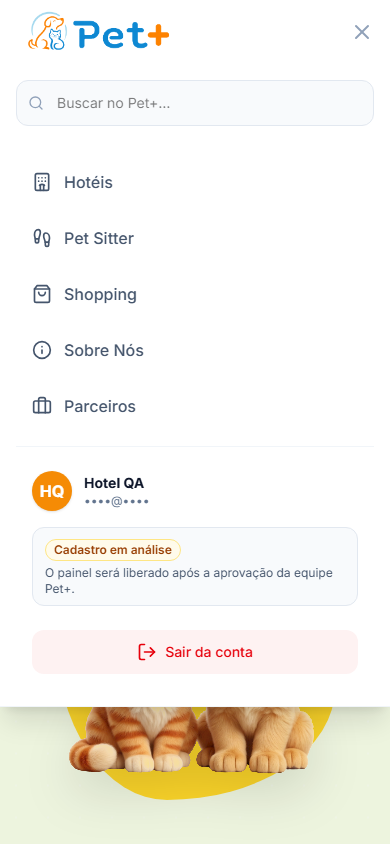 Pet+
Buscar no Pet+...
Hotéis
Pet Sitter
Shopping
Sobre Nós
Parceiros
HQ
Hotel QA
••••@••••
Cadastro em análise
O painel será liberado após a aprovação da equipe
Pet+.
Sair da conta